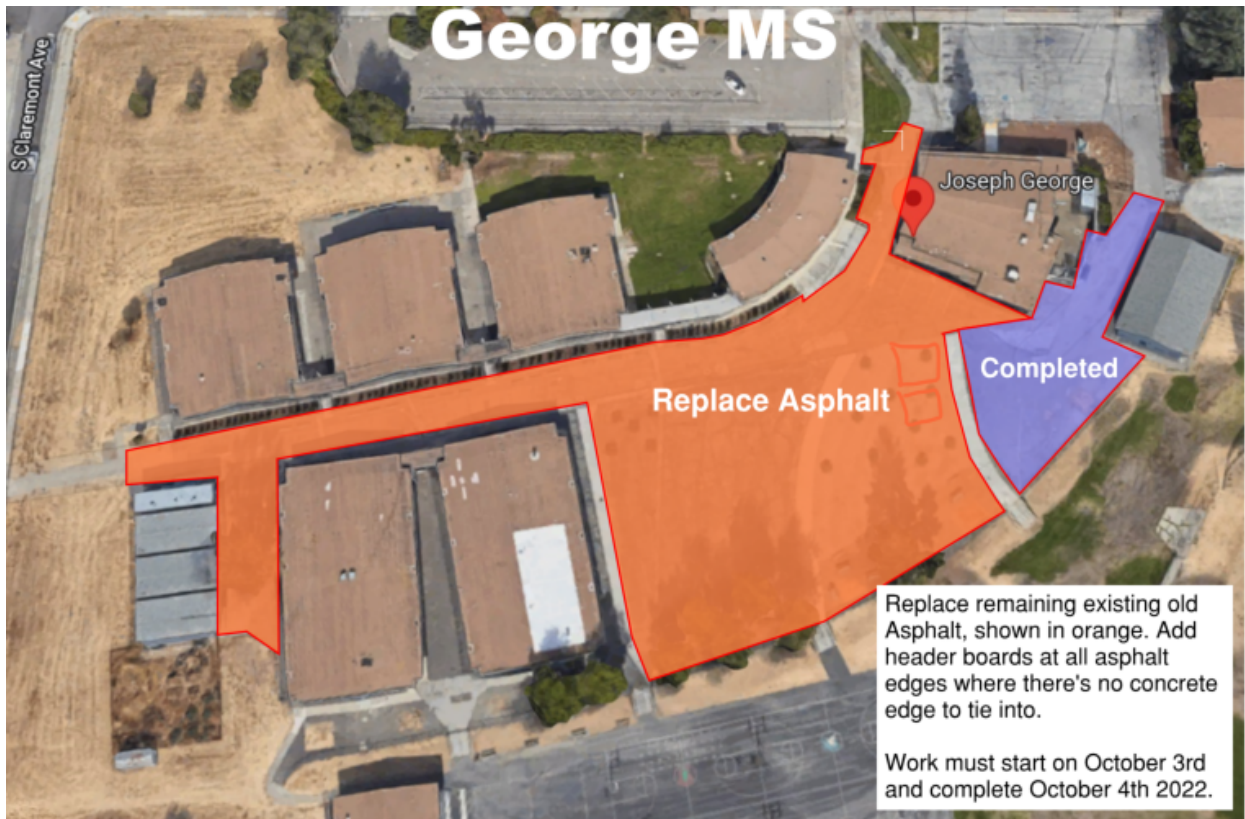 George MS
S Claremont Ave
Joseph George
Completed
Replace Asphalt
Replace remaining existing old
Asphalt, shown in orange. Add
header boards at all asphalt
edges where there's no concrete
edge to tie into.
Work must start on October 3rd
and complete October 4th 2022.